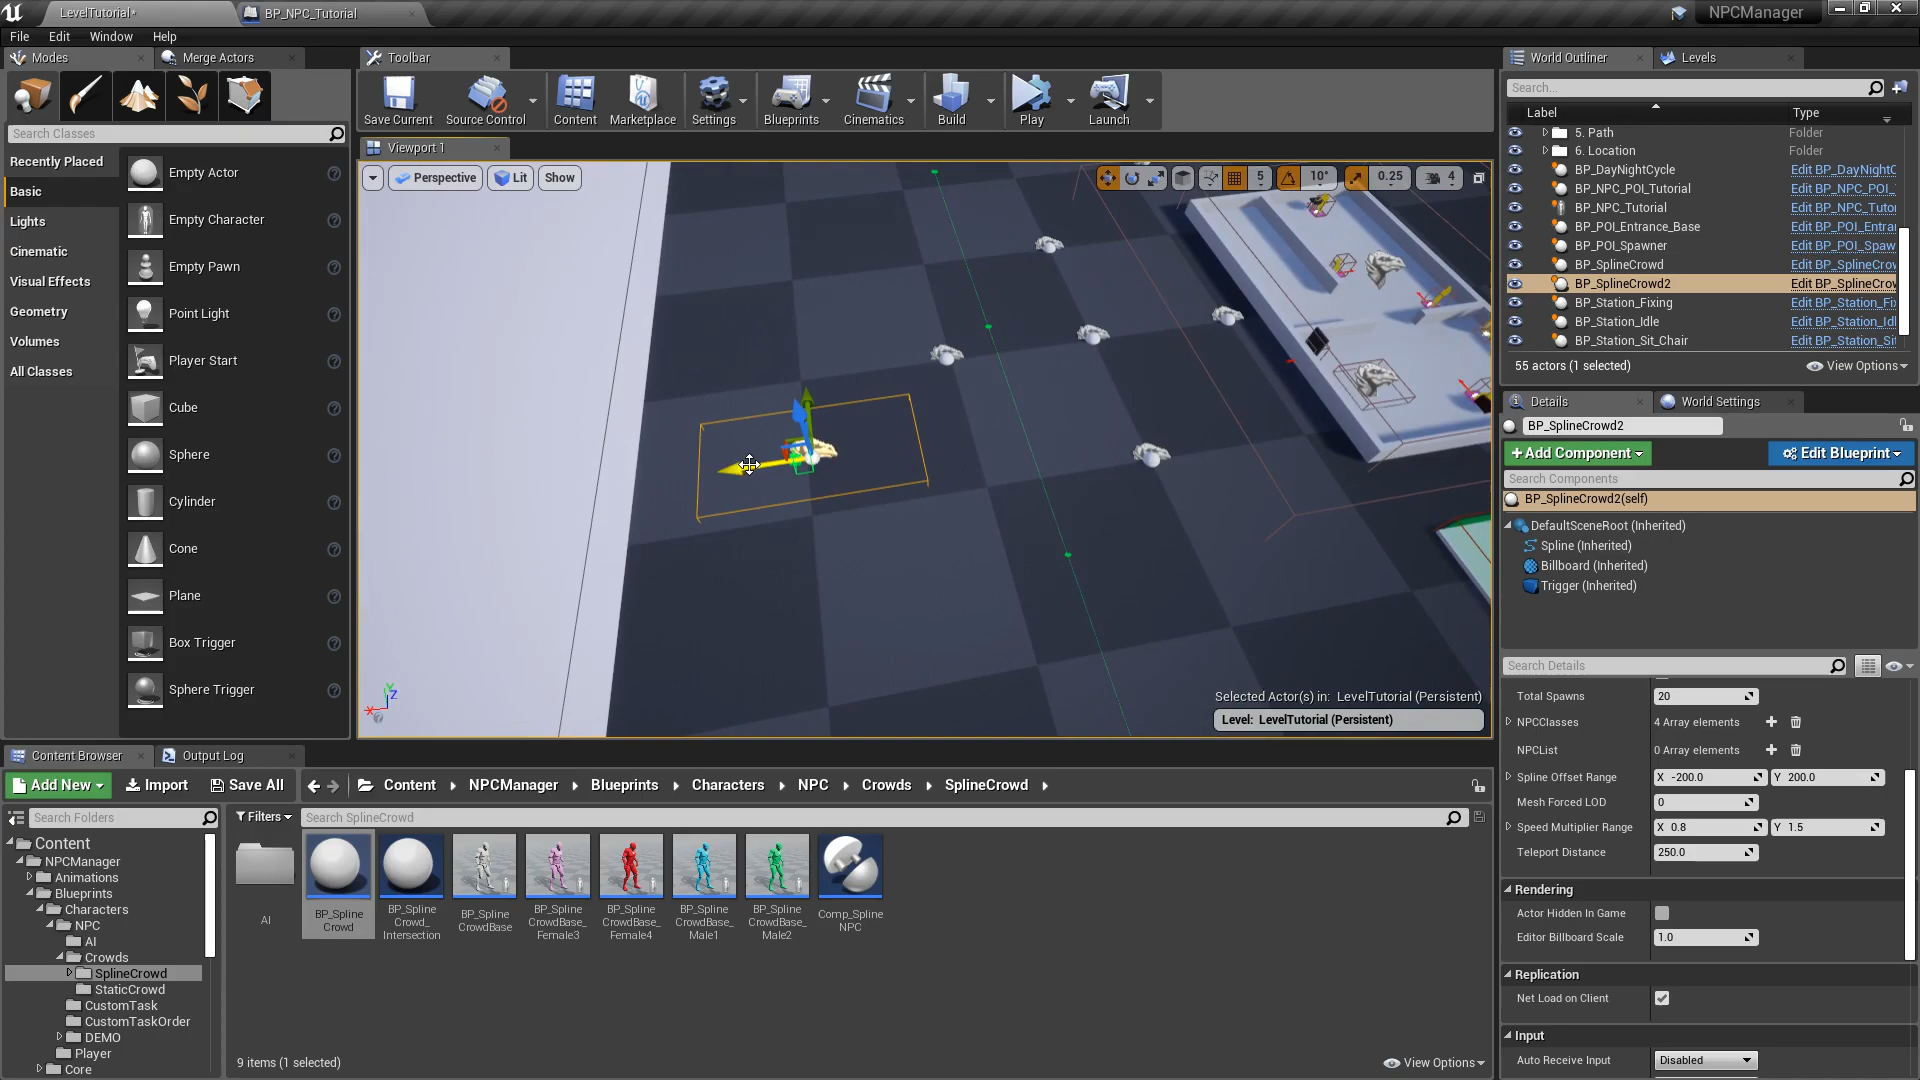 LevelTutorial*
BP_NPC_Tutorial
NPCManager
File
Edit
Window
Help
Modes
Merge Actors
Toolbar
Save Current
Source Control
Content
Marketplace
Settings
Blueprints
Cinematics
Build
Play
Launch
Search Classes
Recently Placed
Basic
Lights
Cinematic
Visual Effects
Geometry
Volumes
All Classes
Empty Actor
Empty Character
Empty Pawn
Point Light
Player Start
Cube
Sphere
Cylinder
Cone
Plane
Box Trigger
Sphere Trigger
Viewport 1
Perspective
Lit
Show
5
10°
0.25
4
Selected Actor(s) in: LevelTutorial (Persistent)
Level: LevelTutorial (Persistent)
World Outliner
Levels
Search...
Label
Type
5. Path
Folder
6. Location
Folder
BP_DayNightCycle
Edit BP_DayNightC
BP_NPC_POI_Tutorial
Edit BP_NPC_POI_
BP_NPC_Tutorial
Edit BP_NPC_Tuto
BP_POI_Entrance_Base
Edit BP_POI_Entra
BP_POI_Spawner
Edit BP_POI_Spaw
BP_SplineCrowd
Edit BP_SplineCrov
BP_SplineCrowd2
Edit BP_SplineCrov
BP_Station_Fixing
Edit BP_Station_Fi
BP_Station_Idle
Edit BP_Station_Idl
BP_Station_Sit_Chair
Edit BP_Station_Si
55 actors (1 selected)
View Options
Details
World Settings
BP_SplineCrowd2
Add Component
Edit Blueprint
Search Components
BP_SplineCrowd2(self)
DefaultSceneRoot (Inherited)
Spline (Inherited)
Billboard (Inherited)
Trigger (Inherited)
Search Details
Total Spawns
20
NPCClasses
4 Array elements
NPCList
0 Array elements
Spline Offset Range
X -200.0
Y 200.0
Mesh Forced LOD
0
Speed Multiplier Range
X 0.8
Y 1.5
Teleport Distance
250.0
Rendering
Actor Hidden In Game
Editor Billboard Scale
1.0
Replication
Net Load on Client
Input
Auto Receive Input
Disabled
Content Browser
Output Log
Add New
Import
Save All
Content
NPCManager
Blueprints
Characters
NPC
Crowds
SplineCrowd
Search Folders
Filters
Search SplineCrowd
Content
NPCManager
Animations
Blueprints
Characters
NPC
AI
Crowds
SplineCrowd
StaticCrowd
CustomTask
CustomTaskOrder
DEMO
Player
Core
AI
BP_Spline
Crowd
BP_Spline
Crowd_
Intersection
BP_Spline
CrowdBase
BP_Spline
CrowdBase_
Female3
BP_Spline
CrowdBase_
Female4
BP_Spline
CrowdBase_
Male1
BP_Spline
CrowdBase_
Male2
Comp_Spline
NPC
9 items (1 selected)
View Options